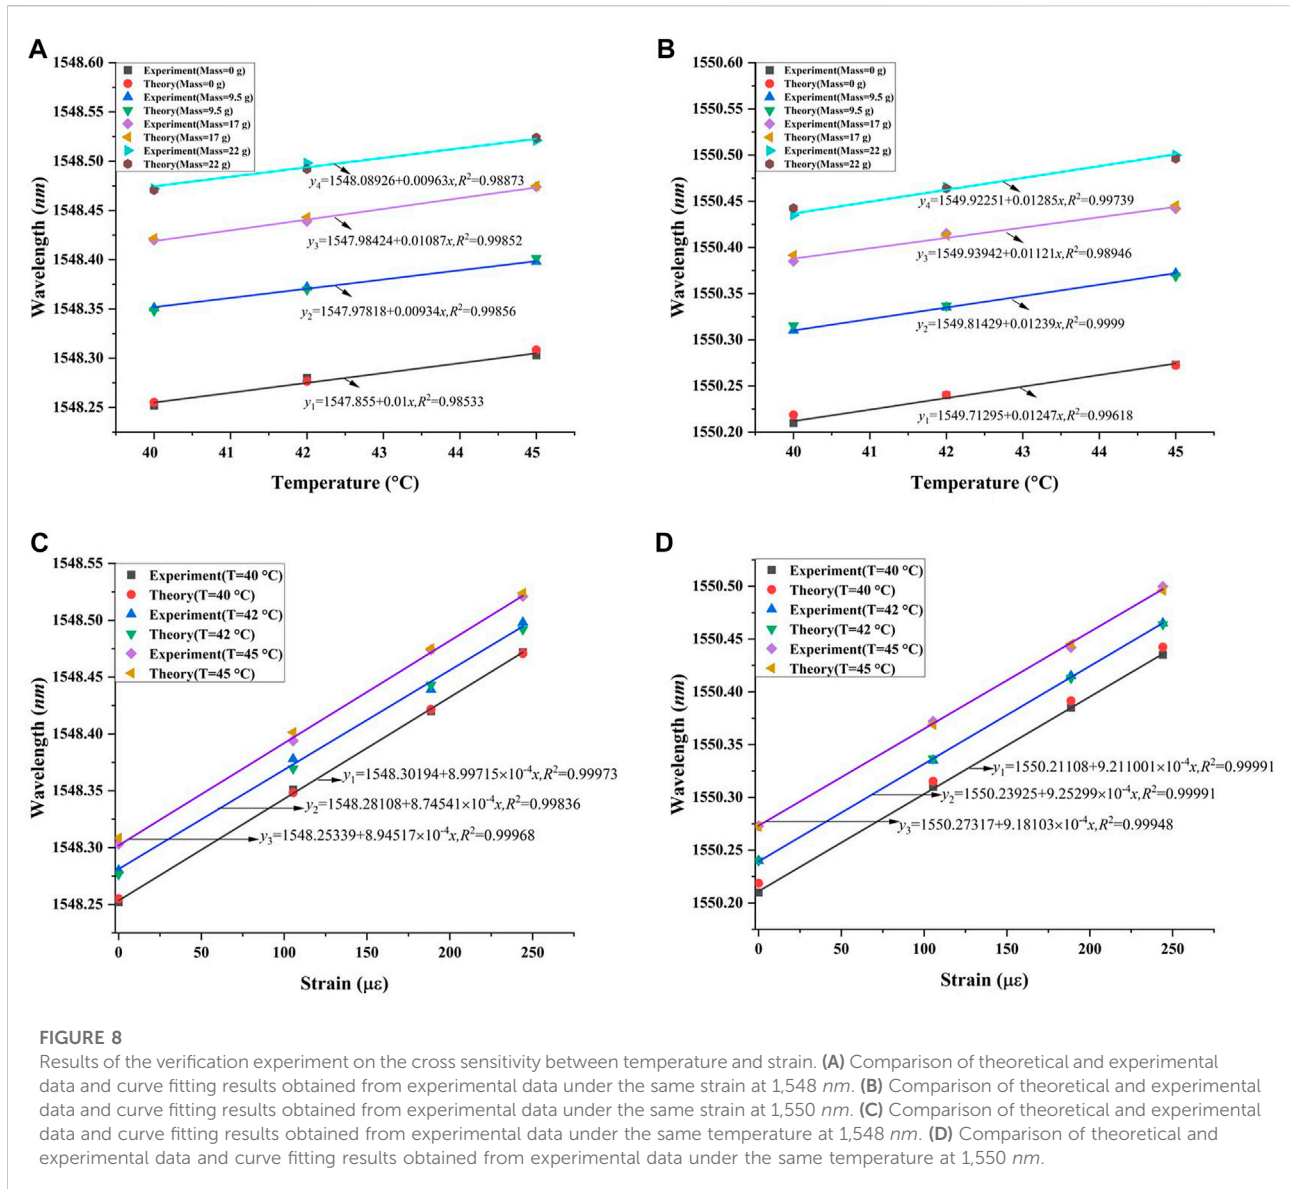 A
1548.60
1548.55
1548.50
1548.45
1548.40
1548.35
1548.30
1548.25
Wavelength (nm)
Experiment(Mass=0 g)
Theory(Mass=0 g)
Experiment(Mass=9.5 g)
Theory(Mass=9.5 g)
Experiment(Mass=17 g)
Theory(Mass=17 g)
Experiment(Mass=22 g)
Theory(Mass=22 g)
y4=1548.08926+0.00963x,R2=0.98873
y3=1547.98424+0.01087x,R2=0.99852
y2=1547.97818+0.00934x,R2=0.99856
y1=1547.855+0.01x,R2=0.98533
40 41 42 43 44 45
Temperature (°C)
B
1550.60
1550.55
1550.50
1550.45
1550.40
1550.35
1550.30
1550.25
1550.20
Wavelength (nm)
Experiment(Mass=0 g)
Theory(Mass=0 g)
Experiment(Mass=9.5 g)
Theory(Mass=9.5 g)
Experiment(Mass=17 g)
Theory(Mass=17 g)
Experiment(Mass=22 g)
Theory(Mass=22 g)
y4=1549.92251+0.01285x,R2=0.99739
y3=1549.93942+0.01121x,R2=0.98946
y2=1549.81429+0.01239x,R2=0.9999
y1=1549.71295+0.01247x,R2=0.99618
40 41 42 43 44 45
Temperature (°C)
C
1548.55
1548.50
1548.45
1548.40
1548.35
1548.30
1548.25
Wavelength (nm)
Experiment(T=40 °C)
Theory(T=40 °C)
Experiment(T=42 °C)
Theory(T=42 °C)
Experiment(T=45 °C)
Theory(T=45 °C)
y1=1548.30194+8.99715×10-4x,R2=0.99973
y2=1548.28108+8.74541×10-4x,R2=0.99836
y3=1548.25339+8.94517×10-4x,R2=0.99968
0 50 100 150 200 250
Strain (με)
D
1550.50
1550.45
1550.40
1550.35
1550.30
1550.25
1550.20
Wavelength (nm)
Experiment(T=40 °C)
Theory(T=40 °C)
Experiment(T=42 °C)
Theory(T=42 °C)
Experiment(T=45 °C)
Theory(T=45 °C)
y1=1550.21108+9.211001×10-4x,R2=0.99991
y2=1550.23925+9.25299×10-4x,R2=0.99991
y3=1550.27317+9.18103×10-4x,R2=0.99948
0 50 100 150 200 250
Strain (με)
FIGURE 8
Results of the verification experiment on the cross sensitivity between temperature and strain. (A) Comparison of theoretical and experimental
data and curve fitting results obtained from experimental data under the same strain at 1,548 nm. (B) Comparison of theoretical and experimental
data and curve fitting results obtained from experimental data under the same strain at 1,550 nm. (C) Comparison of theoretical and experimental
data and curve fitting results obtained from experimental data under the same temperature at 1,548 nm. (D) Comparison of theoretical and
experimental data and curve fitting results obtained from experimental data under the same temperature at 1,550 nm.